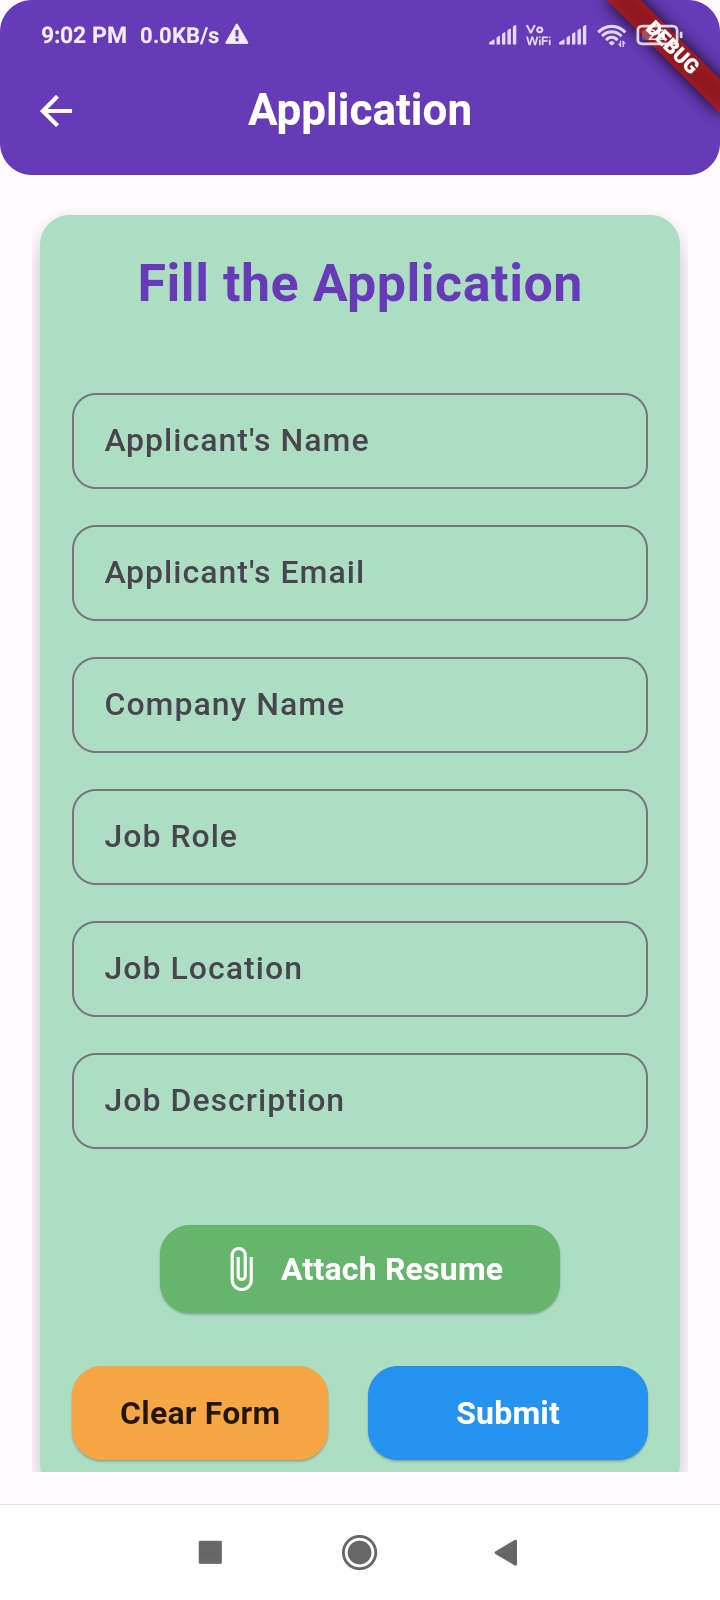 9:02 PM 0.0KB/s
Vo
WiFi
DEBUG
Application
Fill the Application
Applicant's Name
Applicant's Email
Company Name
Job Role
Job Location
Job Description
Attach Resume
Clear Form Submit